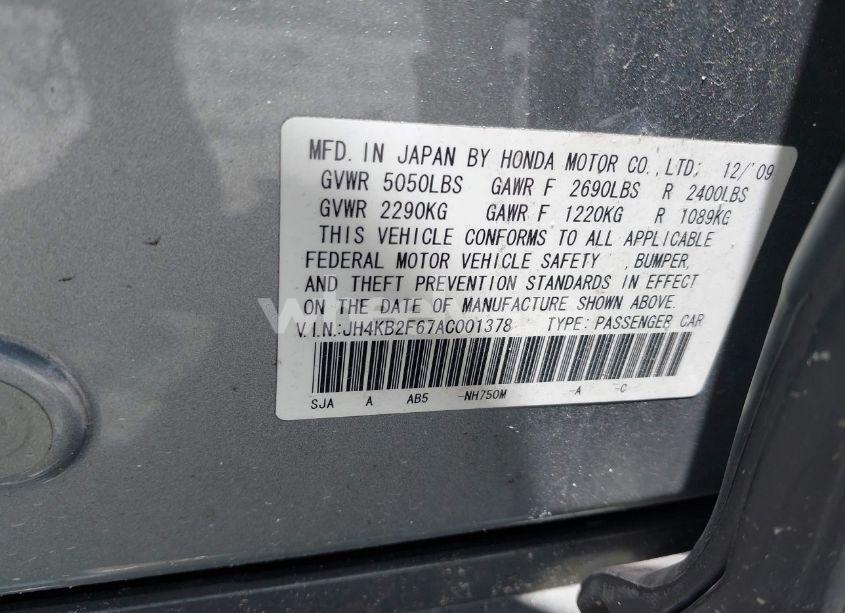 MFD. IN JAPAN BY HONDA MOTOR CO.,LTD; 12/'09
GVWR 5050LBS GAWR F 2690LBS R 2400LBS
GVWR 2290KG GAWR F 1220KG R 1089KG
THIS VEHICLE CONFORMS TO ALL APPLICABLE
FEDERAL MOTOR VEHICLE SAFETY ,BUMPER,
AND THEFT PREVENTION STANDARDS IN EFFECT
ON THE DATE OF MANUFACTURE SHOWN ABOVE.
V.I.N.:JH4KB2F67AC001378 TYPE: PASSENGER CAR
SJA A AB5 -NH750M -A -C-